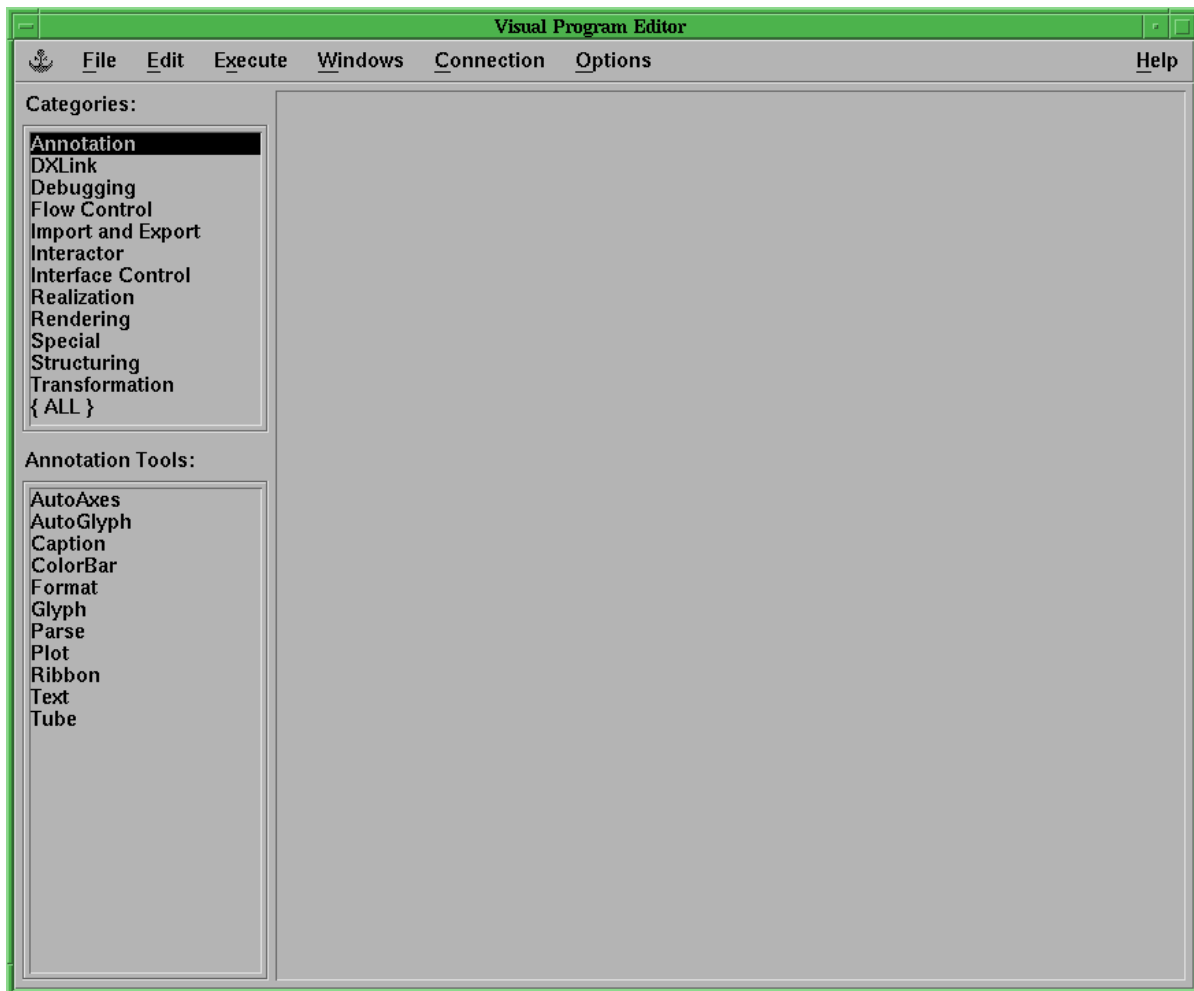 Visual Program Editor
File Edit Execute Windows Connection Options Help
Categories:
Annotation
DXLink
Debugging
Flow Control
Import and Export
Interactor
Interface Control
Realization
Rendering
Special
Structuring
Transformation
{ ALL }
Annotation Tools:
AutoAxes
AutoGlyph
Caption
ColorBar
Format
Glyph
Parse
Plot
Ribbon
Text
Tube